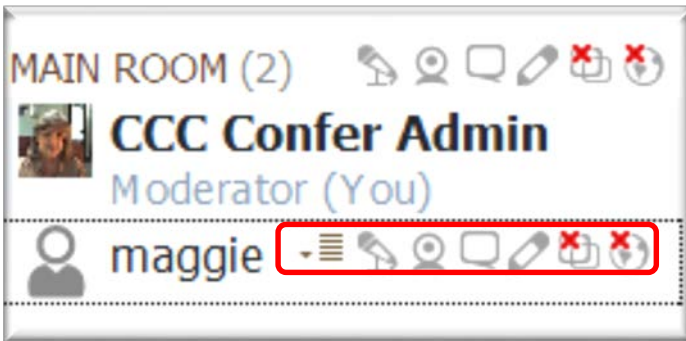 MAIN ROOM (2)
CCC Confer Admin
Moderator (You)
maggie